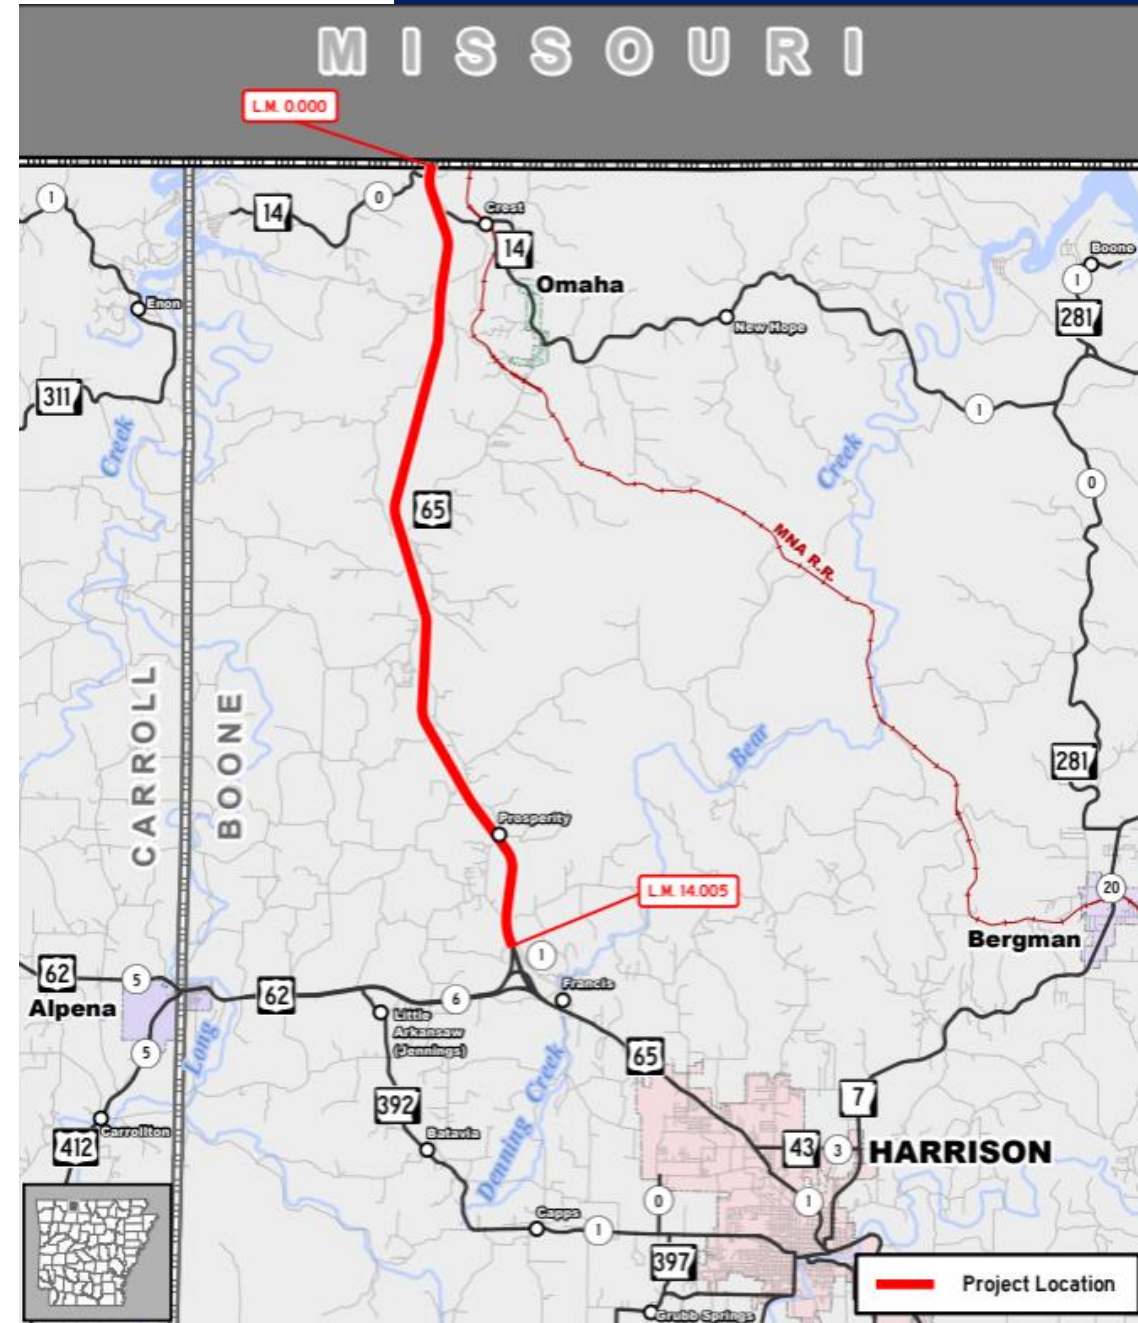 MISSOURI
L.M. 0.000
1
14
0
Crest
14
Omaha
Boone
1
281
Enon
New Hope
311
1
Creek
Creek
0
65
MNA R.R.
CARROLL
BOONE
Bear
281
Prosperity
20
L.M. 14.005
Bergman
1
62
5
62
6
Francis
Alpena
Little
Arkansaw
(Jennings)
Long
5
65
Denning Creek
392
7
Carrollton
412
Batavia
43
3
HARRISON
0
1
Capps
1
397
Project Location
Grubb Springs